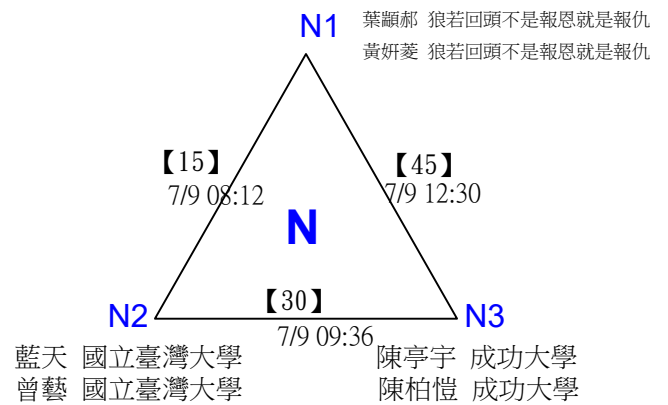 N1
葉顓郝 狼若回頭不是報恩就是報仇
黃妍菱 狼若回頭不是報恩就是報仇
【15】
7/9 08:12
【45】
7/9 12:30
N
【30】
7/9 09:36
N2
N3
藍天 國立臺灣大學
曾藝 國立臺灣大學
陳亭宇 成功大學
陳柏愷 成功大學